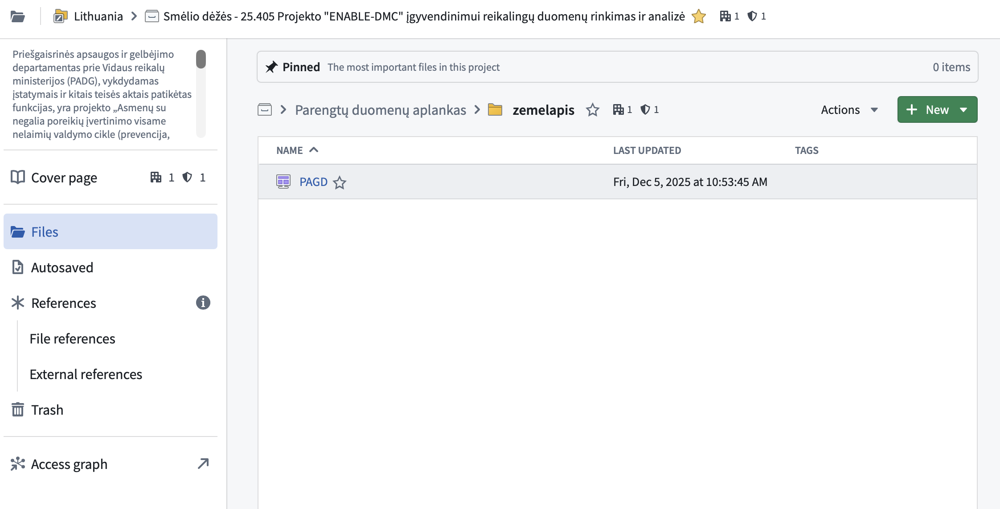 Lithuania
Smėlio dėžės - 25.405 Projekto "ENABLE-DMC" įgyvendinimui reikalingų duomenų rinkimas ir analizė
1
1
Priešgaisrinės apsaugos ir gelbėjimo
departamentas prie Vidaus reikalų
ministerijos (PADG), vykdydamas
įstatymais ir kitais teisės aktais patikėtas
funkcijas, yra projekto „Asmenų su
negalia poreikių įvertinimo visame
nelaimių valdymo cikle (prevencija,
Cover page
1
1
Files
Autosaved
References
File references
External references
Trash
Access graph
Pinned The most important files in this project 0 items
Parengtų duomenų aplankas zemelapis 1 1
Actions
New
NAME LAST UPDATED TAGS
PAGD Fri, Dec 5, 2025 at 10:53:45 AM